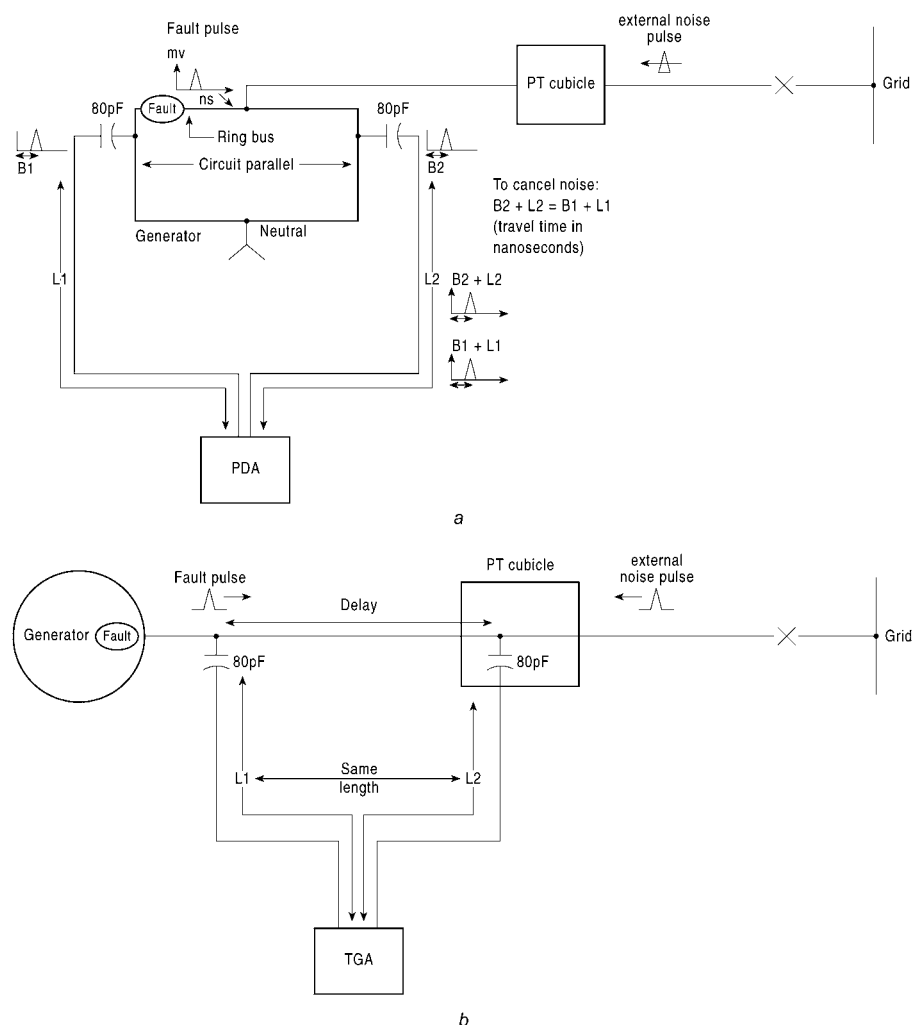 external noise
pulse
Fault pulse
mv
ns
PT cubicle
Grid
80pF
Fault
80pF
Ring bus
B1
Circuit parallel
B2
To cancel noise:
B2 + L2 = B1 + L1
(travel time in
nanoseconds)
Generator
Neutral
L1
L2
B2 + L2
B1 + L1
PDA
a
PT cubicle
external
noise pulse
Fault pulse
Delay
Generator
Fault
Grid
80pF
80pF
L1
Same
length
L2
TGA
b